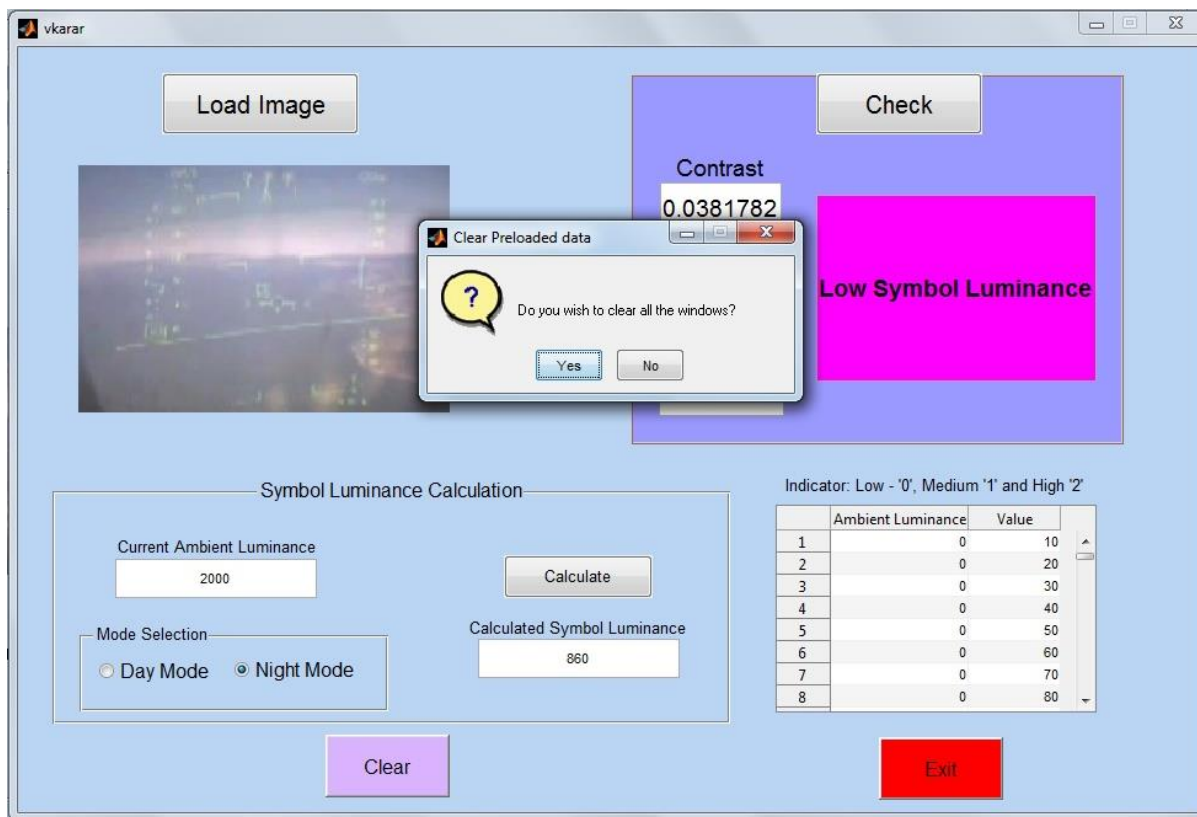 vkarar
Load Image
Check
Contrast
0.0381782
Clear Preloaded data
?
Do you wish to clear all the windows?
Yes
No
Low Symbol Luminance
Symbol Luminance Calculation
Current Ambient Luminance
2000
Calculate
Mode Selection
Day Mode
Night Mode
Calculated Symbol Luminance
860
Indicator: Low - '0', Medium '1' and High '2'
Ambient Luminance Value
1 0 10
2 0 20
3 0 30
4 0 40
5 0 50
6 0 60
7 0 70
8 0 80
Clear
Exit